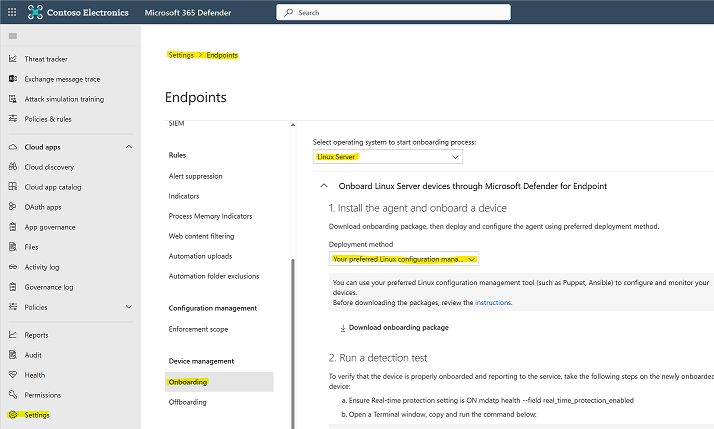 Contoso Electronics
Microsoft 365 Defender
Search
Threat tracker
Exchange message trace
Attack simulation training
Policies & rules
Cloud apps
Cloud discovery
Cloud app catalog
OAuth apps
App governance
Files
Activity log
Governance log
Policies
Reports
Audit
Health
Permissions
Settings
Settings > Endpoints
Endpoints
SIEM
Rules
Alert suppression
Indicators
Process Memory Indicators
Web content filtering
Automation uploads
Automation folder exclusions
Configuration management
Enforcement scope
Device management
Onboarding
Offboarding
Select operating system to start onboarding process:
Linux Server
Onboard Linux Server devices through Microsoft Defender for Endpoint
1. Install the agent and onboard a device
Download onboarding package, then deploy and configure the agent using preferred deployment method.
Deployment method
Your preferred Linux configuration mana...
You can use your preferred Linux configuration management tool (such as Puppet, Ansible) to configure and monitor your
devices.
Before downloading the packages, review the instructions.
Download onboarding package
2. Run a detection test
To verify that the device is properly onboarded and reporting to the service, take the following steps on the newly onboarded
device:
a. Ensure Real-time protection setting is ON mdatp health --field real_time_protection_enabled
b. Open a Terminal window, copy and run the command below: